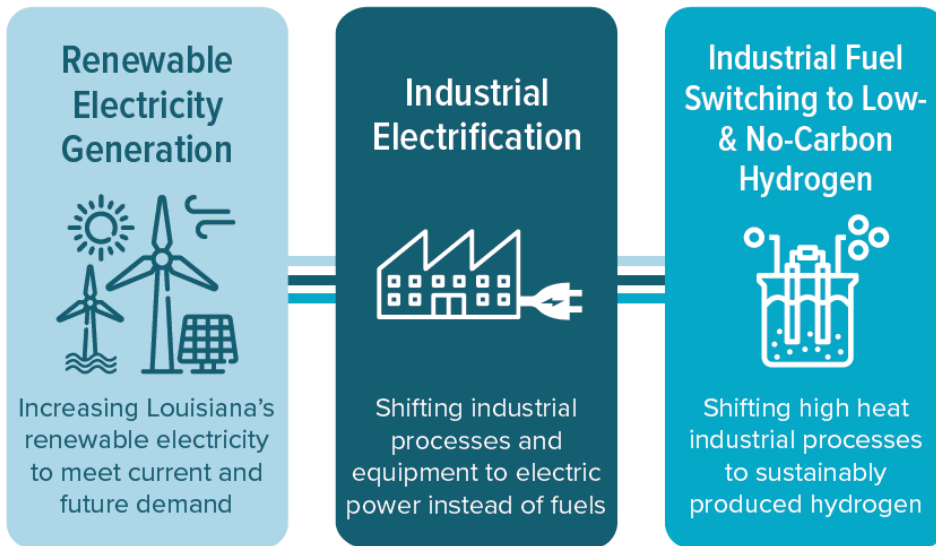 Renewable
Electricity
Generation
Increasing Louisiana's
renewable electricity
to meet current and
future demand
Industrial
Electrification
Shifting industrial
processes and
equipment to electric
power instead of fuels
Industrial Fuel
Switching to Low-
& No-Carbon
Hydrogen
Shifting high heat
industrial processes
to sustainably
produced hydrogen